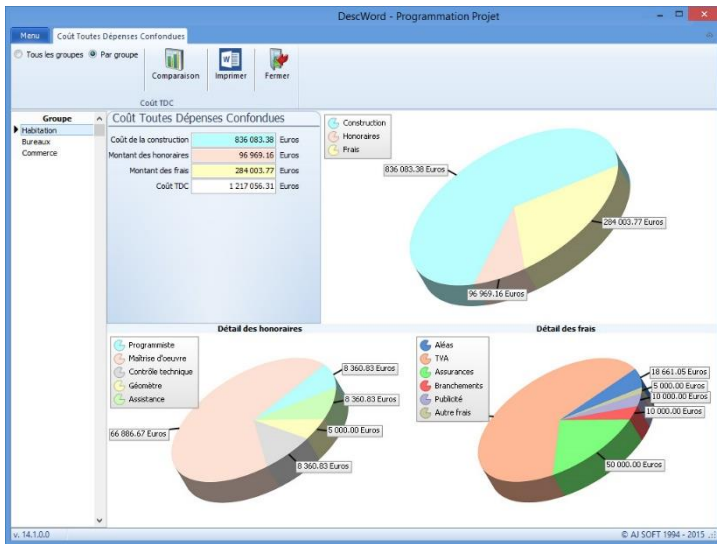 DescWord - Programmation Projet
Menu
Coût Toutes Dépenses Confondues
Tous les groupes
Par groupe
Comparaison
Imprimer
Fermer
Coût TDC
Groupe
Habitation
Bureaux
Commerce
Coût Toutes Dépenses Confondues
Coût de la construction 836 083.38 Euros
Montant des honoraires 96 969.16 Euros
Montant des frais 284 003.77 Euros
Coût TDC 1 217 056.31 Euros
Construction
Honoraires
Frais
836 083.38 Euros
284 003.77 Euros
96 969.16 Euros
Détail des honoraires
Programmiste
Maîtrise d'oeuvre
Contrôle technique
Géomètre
Assistance
8 360.83 Euros
8 360.83 Euros
5 000.00 Euros
8 360.83 Euros
66 886.67 Euros
Détail des frais
Aléas
TVA
Assurances
Branchements
Publicité
Autre frais
18 661.05 Euros
5 000.00 Euros
10 000.00 Euros
10 000.00 Euros
50 000.00 Euros
v. 14.1.0.0
© AI SOFT 1994 - 2015